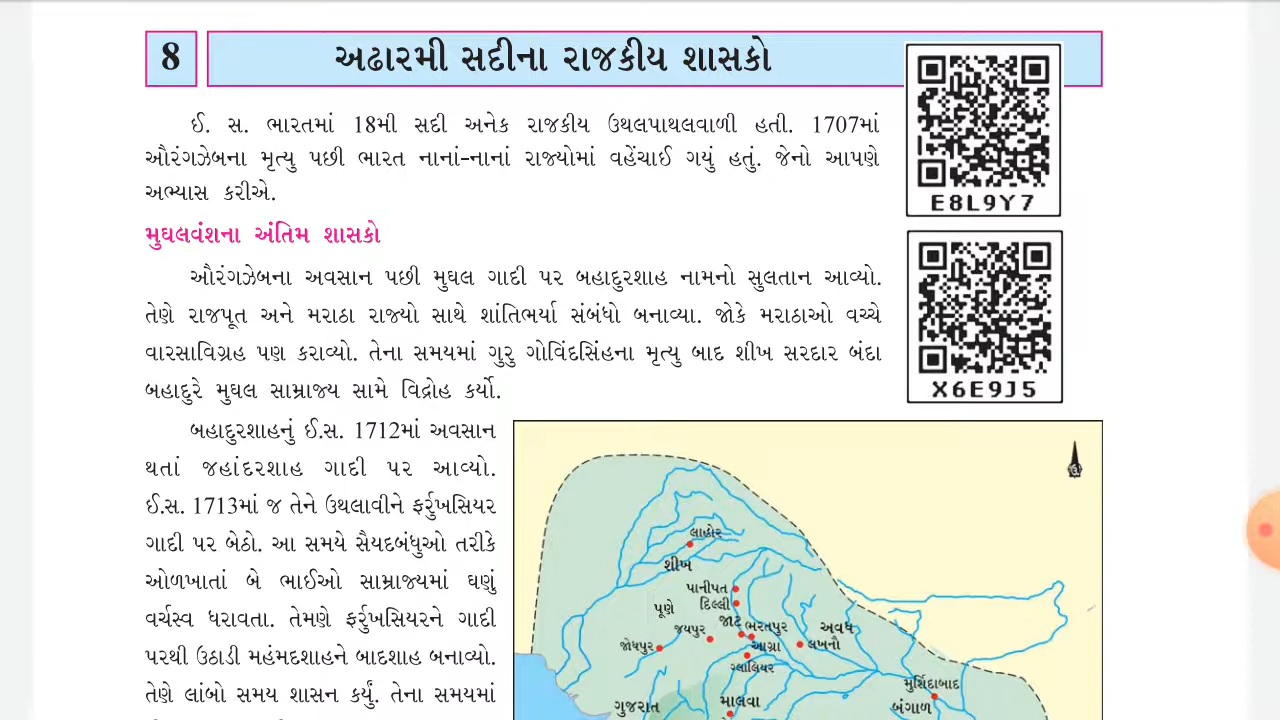 8
અઢારમી સદીના રાજકીય શાસકો
ઈ. સ. ભારતમાં 18મી સદી અનેક રાજકીય ઉથલપાથલવાળી હતી. 1707માં
ઔરંગઝેબના મૃત્યુ પછી ભારત નાનાં-નાનાં રાજ્યોમાં વહેંચાઈ ગયું હતું. જેનો આપણે
અભ્યાસ કરીએ.
E8L9Y7
મુઘલવંશના અંતિમ શાસકો
ઔરંગઝેબના અવસાન પછી મુઘલ ગાદી પર બહાદુરશાહ નામનો સુલતાન આવ્યો.
તેણે રાજપૂત અને મરાઠા રાજ્યો સાથે શાંતિભર્યા સંબંધો બનાવ્યા. જોકે મરાઠાઓ વચ્ચે
વારસાવિગ્રહ પણ કરાવ્યો. તેના સમયમાં ગુરુ ગોવિંદસિંહના મૃત્યુ બાદ શીખ સરદાર બંદા
બહાદુરે મુઘલ સામ્રાજ્ય સામે વિદ્રોહ કર્યો.
X6E9J5
બહાદુરશાહનું ઈ.સ. 1712માં અવસાન
થતાં જહાંદરશાહ ગાદી પર આવ્યો.
ઈ.સ. 1713માં જ તેને ઉથલાવીને ફર્રુખસિયર
ગાદી પર બેઠો. આ સમયે સૈયદબંધુઓ તરીકે
ઓળખાતાં બે ભાઈઓ સામ્રાજ્યમાં ઘણું
વર્ચસ્વ ધરાવતા. તેમણે ફર્રુખસિયરને ગાદી
પરથી ઉઠાડી મહંમદશાહને બાદશાહ બનાવ્યો.
તેણે લાંબો સમય શાસન કર્યું. તેના સમયમાં
ઉ
લાહોર
શીખ
પાનીપત
દિલ્લી
પૂણે
જાટ
જયપુર
ભરતપુર
અવધ
જોધપુર
આગ્રા
લખનૌ
ગ્વાલિયર
મુર્શિદાબાદ
ગુજરાત
માલવા
બંગાળ